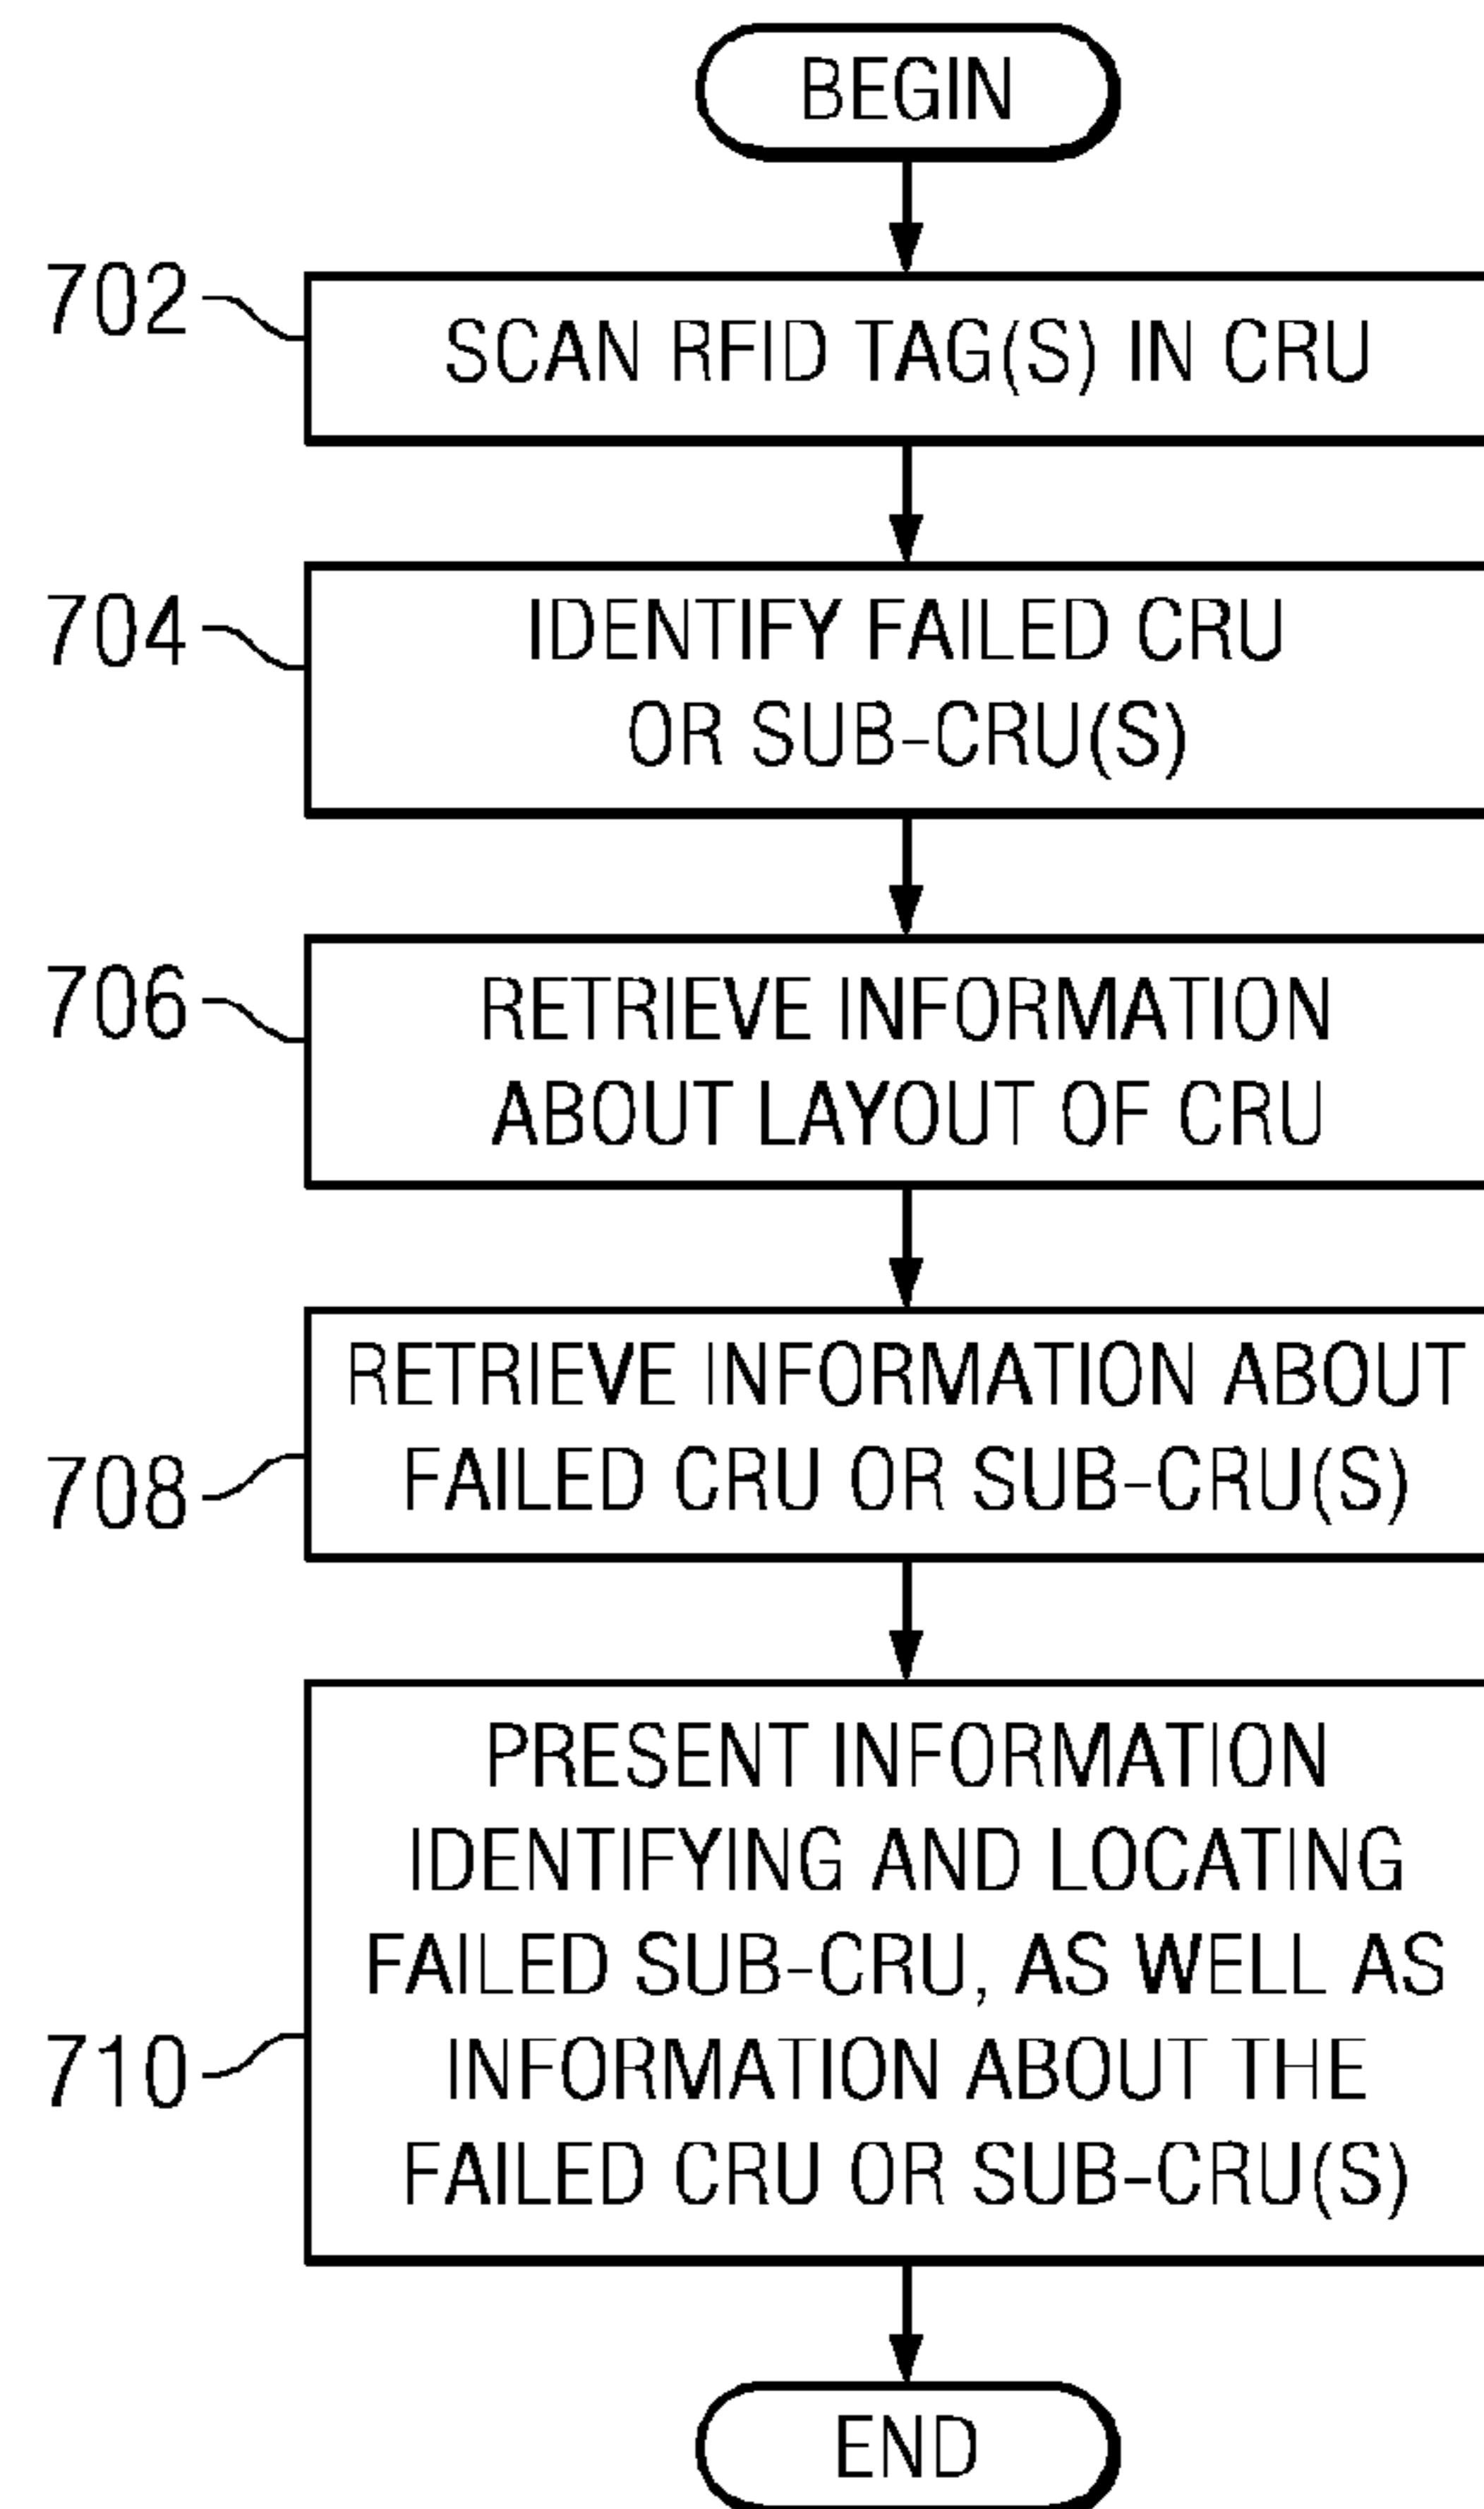 BEGIN
702
SCAN RFID TAG(S) IN CRU
704
IDENTIFY FAILED CRU
OR SUB-CRU(S)
706
RETRIEVE INFORMATION
ABOUT LAYOUT OF CRU
708
RETRIEVE INFORMATION ABOUT
FAILED CRU OR SUB-CRU(S)
710
PRESENT INFORMATION
IDENTIFYING AND LOCATING
FAILED SUB-CRU, AS WELL AS
INFORMATION ABOUT THE
FAILED CRU OR SUB-CRU(S)
END